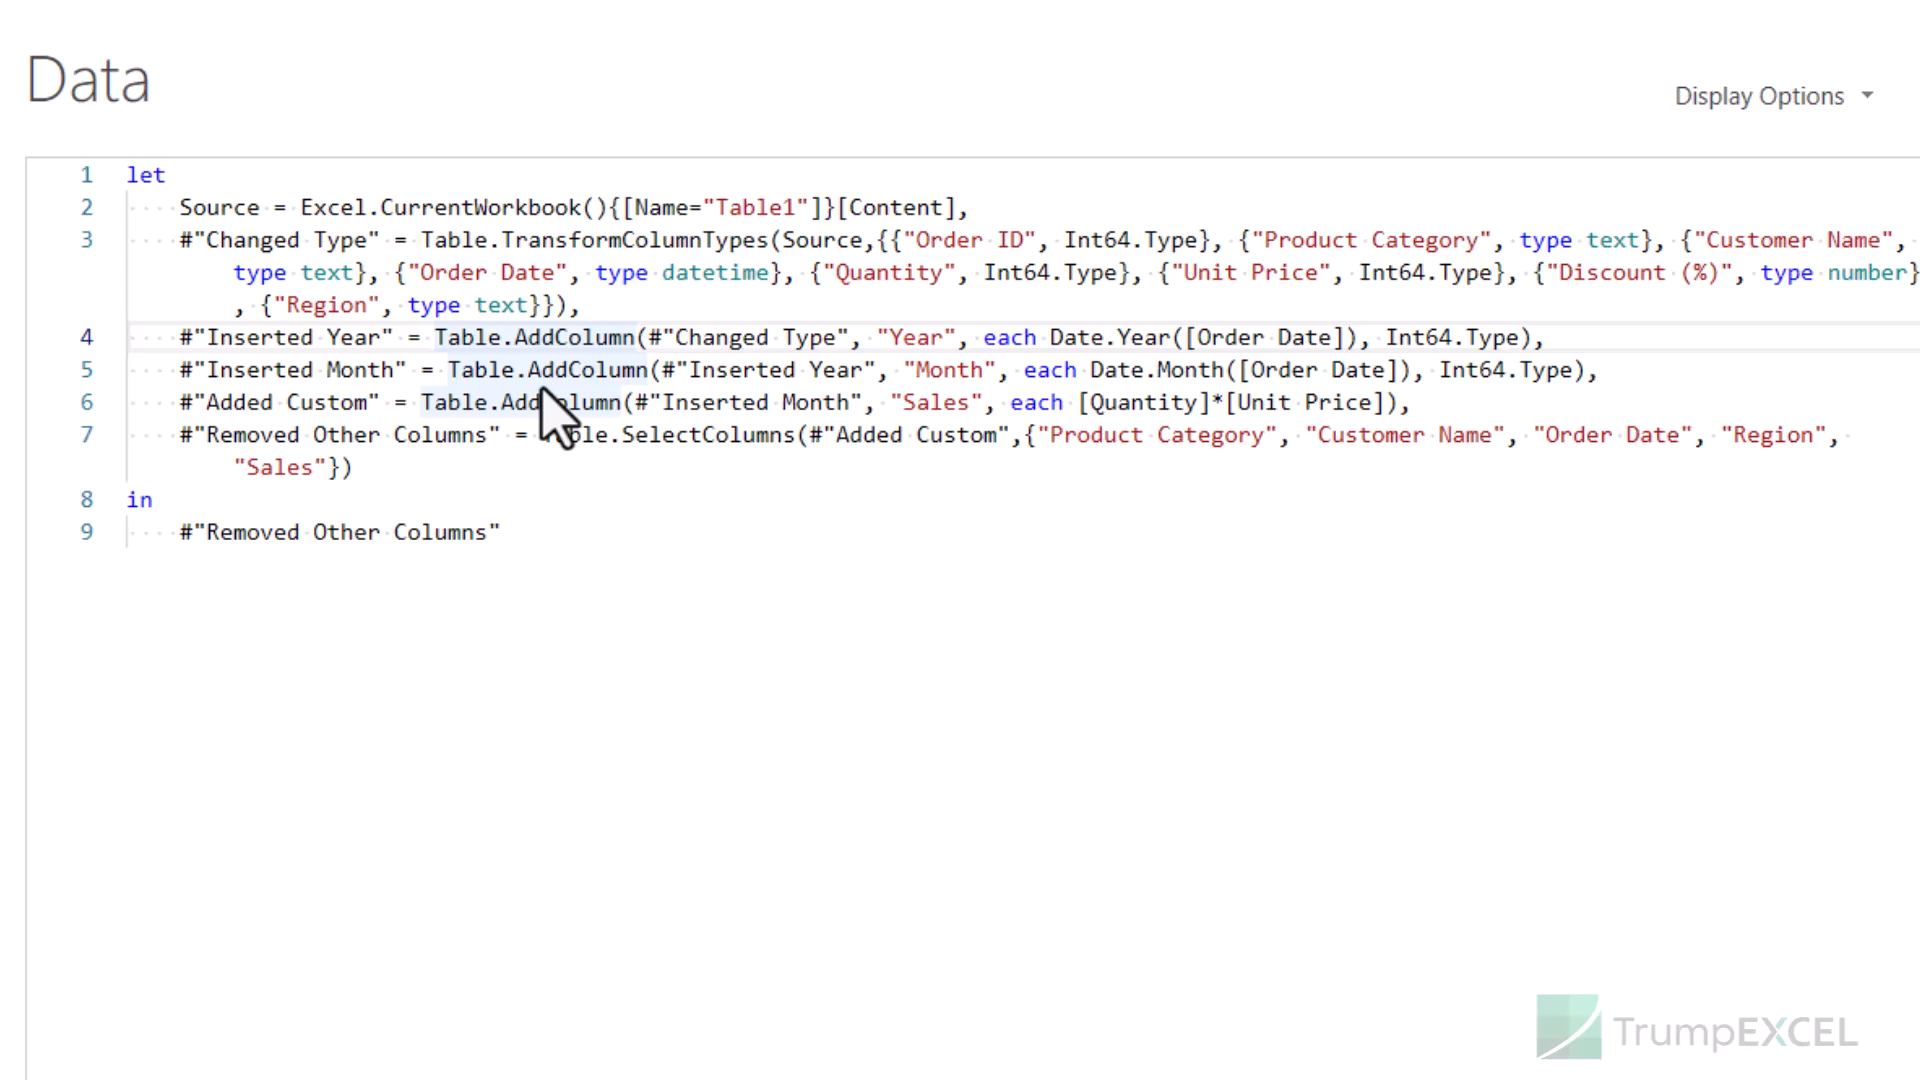 Data
Display Options
1 let
2 Source = Excel.CurrentWorkbook(){[Name="Table1"]}[Content],
3 #"Changed Type" = Table.TransformColumnTypes(Source,{{"Order ID", Int64.Type}, {"Product Category", type text}, {"Customer Name",
type text}, {"Order Date", type datetime}, {"Quantity", Int64.Type}, {"Unit Price", Int64.Type}, {"Discount (%)", type number}
, {"Region", type text}}),
4 #"Inserted Year" = Table.AddColumn(#"Changed Type", "Year", each Date.Year([Order Date]), Int64.Type),
5 #"Inserted Month" = Table.AddColumn(#"Inserted Year", "Month", each Date.Month([Order Date]), Int64.Type),
6 #"Added Custom" = Table.AddColumn(#"Inserted Month", "Sales", each [Quantity]*[Unit Price]),
7 #"Removed Other Columns" = Table.SelectColumns(#"Added Custom",{"Product Category", "Customer Name", "Order Date", "Region",
"Sales"})
8 in
9 #"Removed Other Columns"
TrumpEXCEL